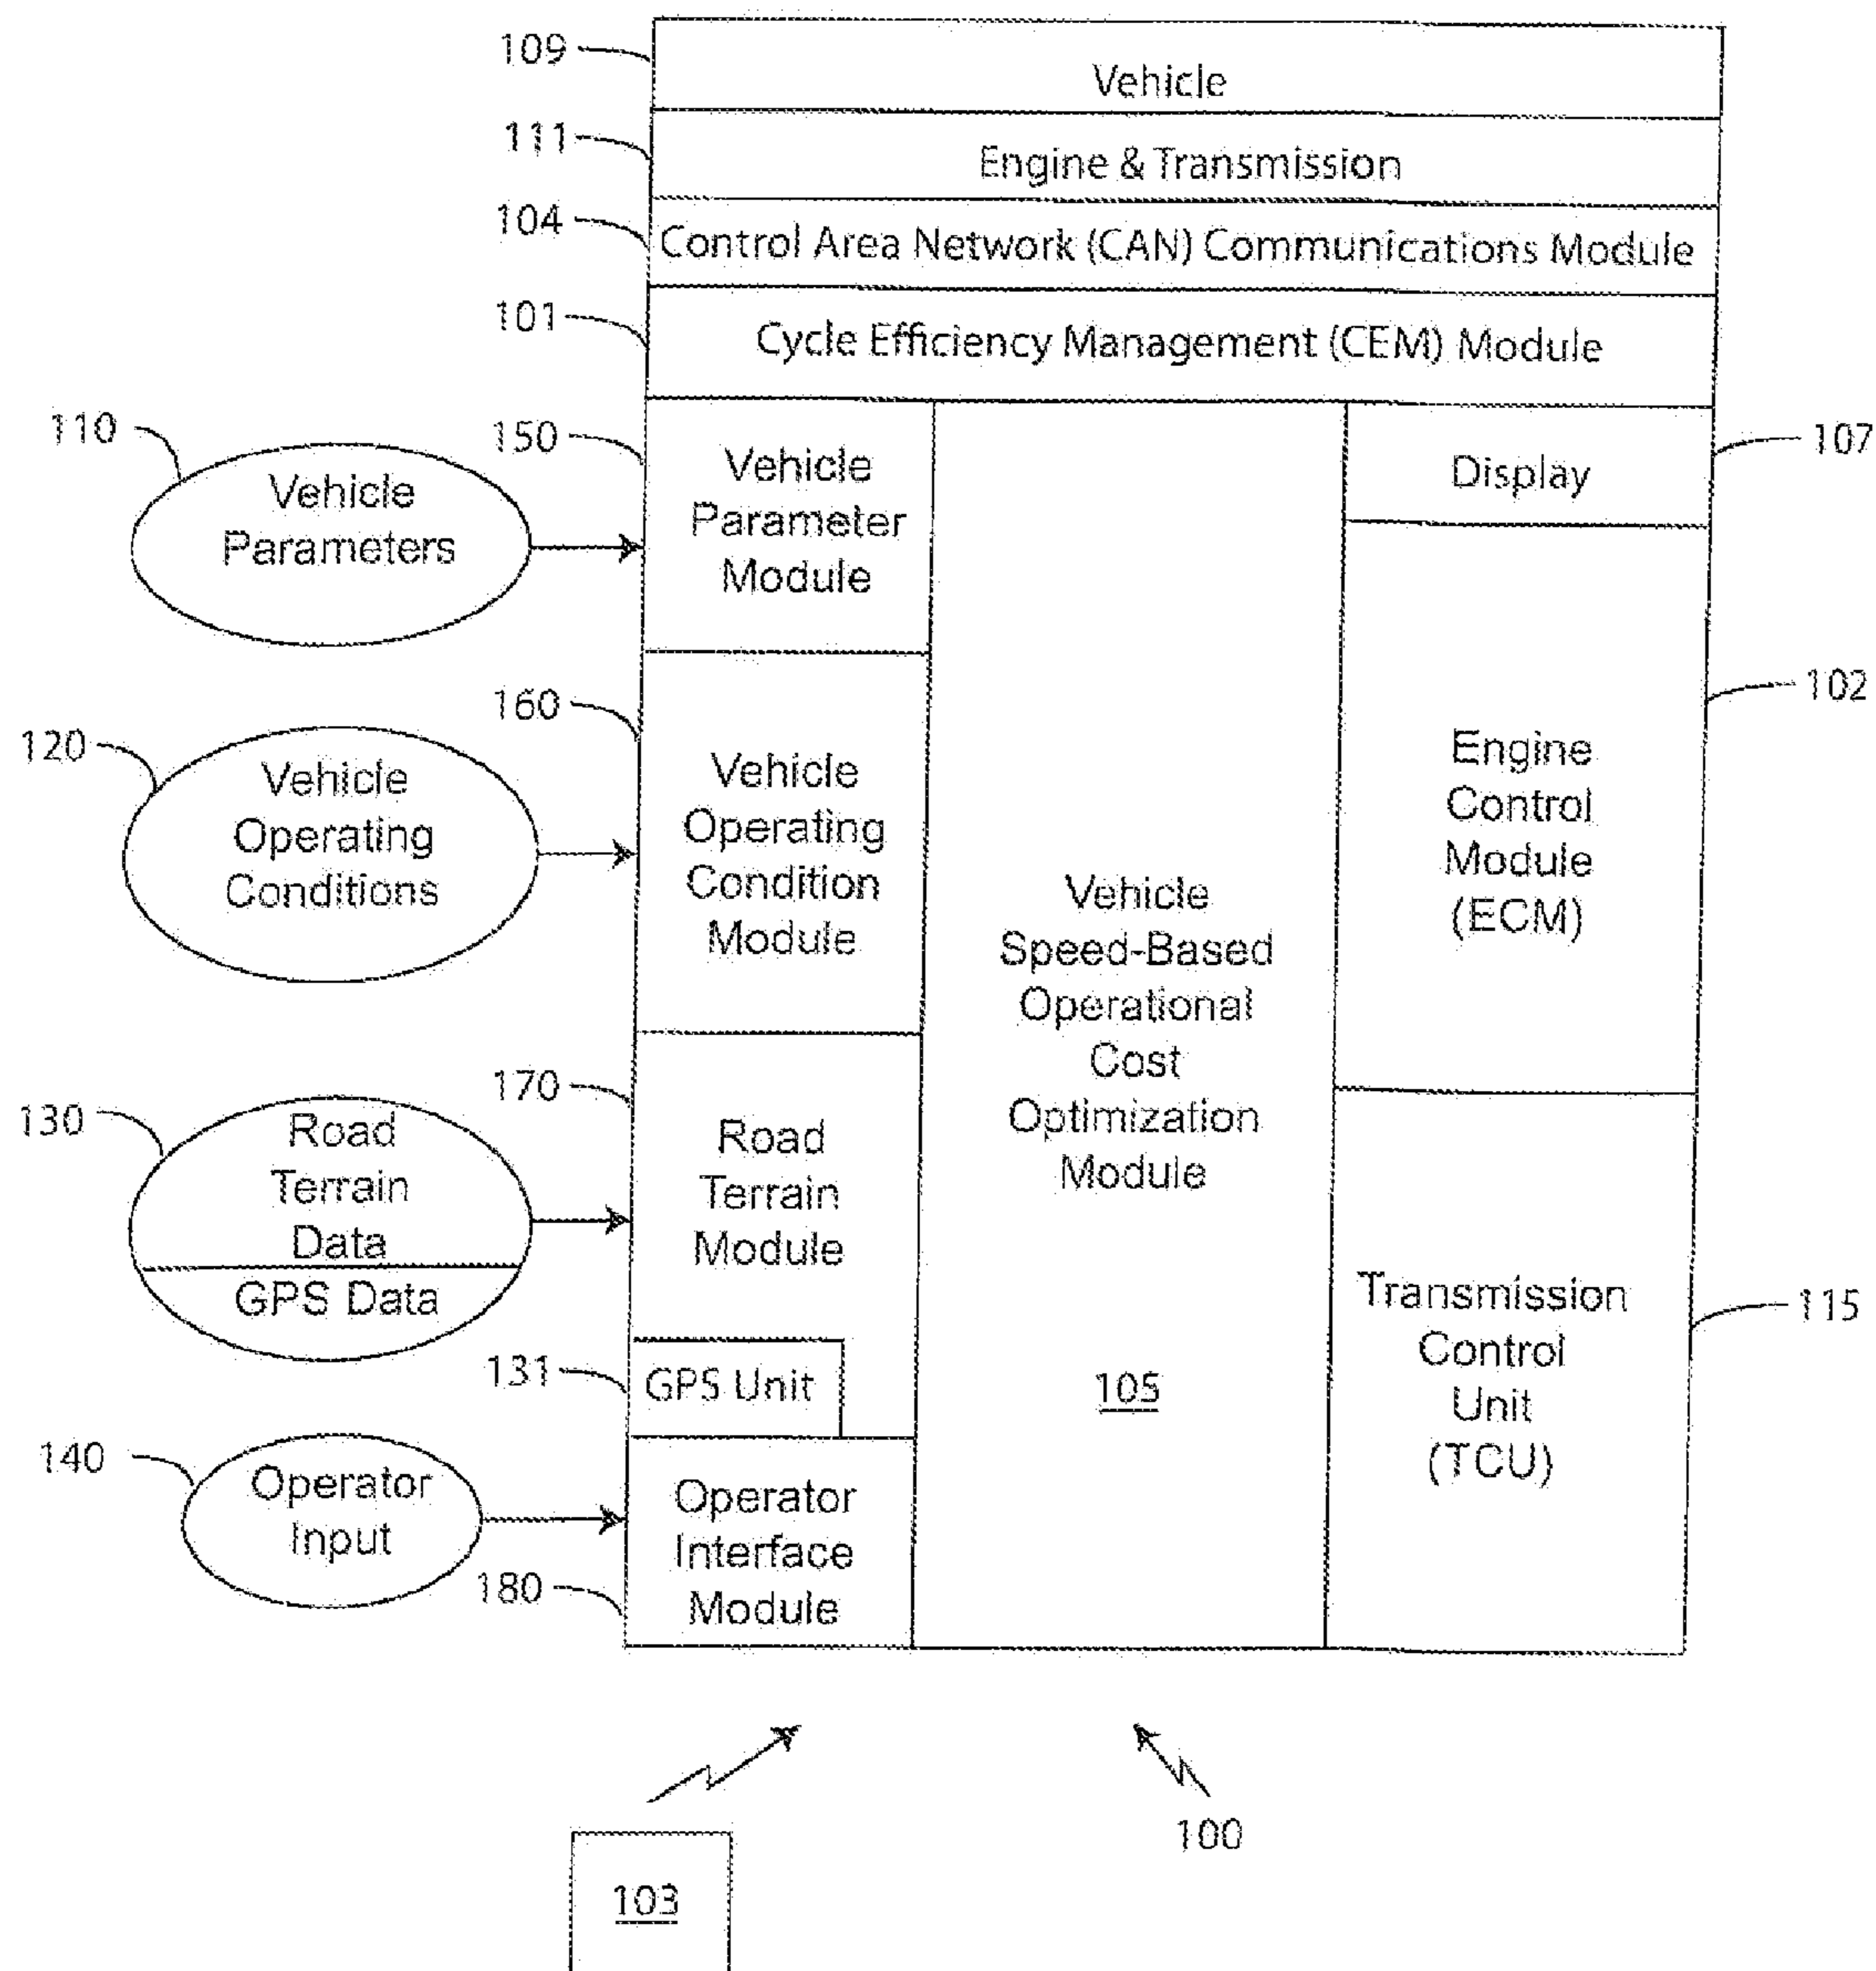 109
Vehicle
111
Engine & Transmission
104
Control Area Network (CAN) Communications Module
101
Cycle Efficiency Management (CEM) Module
110
Vehicle
Parameters
150
Vehicle
Parameter
Module
Display
107
120
Vehicle
Operating
Conditions
160
Vehicle
Operating
Condition
Module
Vehicle
Speed-Based
Operational
Cost
Optimization
Module
105
Engine
Control
Module
(ECM)
102
130
Road
Terrain
Data
GPS Data
170
Road
Terrain
Module
131
GPS Unit
Transmission
Control
Unit
(TCU)
115
140
Operator
Input
180
Operator
Interface
Module
100
103